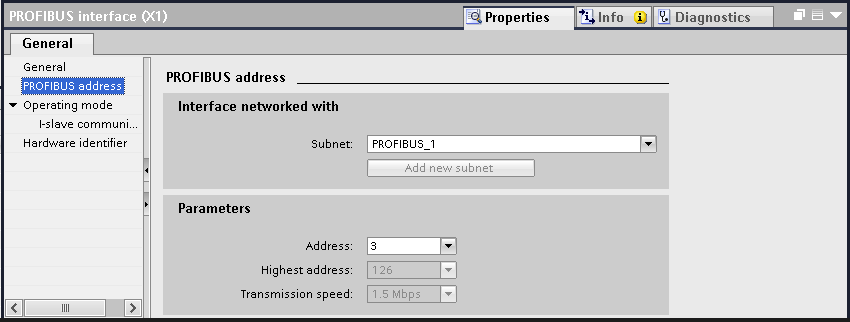 PROFIBUS interface (X1)
Properties
Info
Diagnostics
General
General
PROFIBUS address
Operating mode
I-slave communi...
Hardware identifier
PROFIBUS address
Interface networked with
Subnet: PROFIBUS_1
Add new subnet
Parameters
Address: 3
Highest address: 126
Transmission speed: 1.5 Mbps